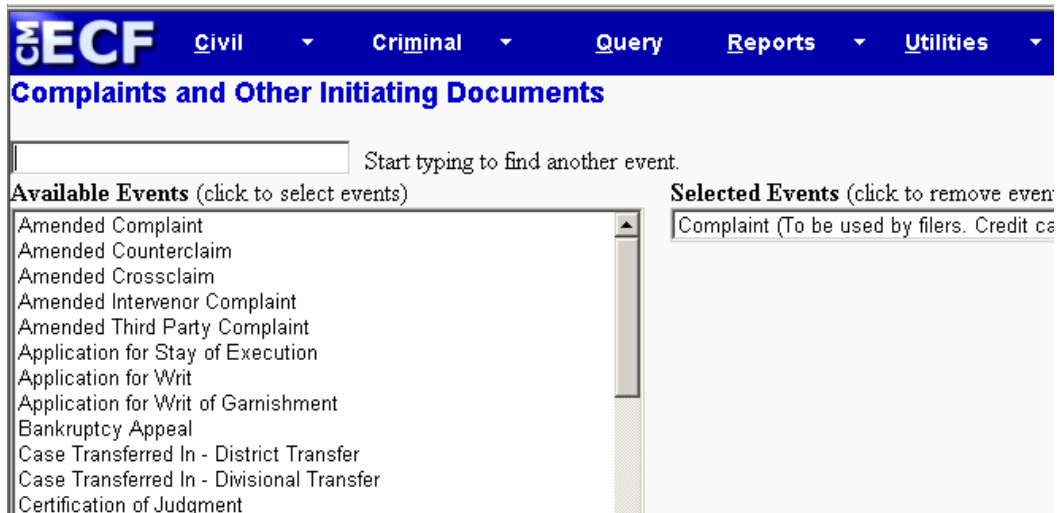 CM ECF Civil Criminal Query Reports Utilities
Complaints and Other Initiating Documents
Start typing to find another event.
Available Events (click to select events)
Amended Complaint
Amended Counterclaim
Amended Crossclaim
Amended Intervenor Complaint
Amended Third Party Complaint
Application for Stay of Execution
Application for Writ
Application for Writ of Garnishment
Bankruptcy Appeal
Case Transferred In - District Transfer
Case Transferred In - Divisional Transfer
Certification of Judgment
Selected Events (click to remove even
Complaint (To be used by filers. Credit ca